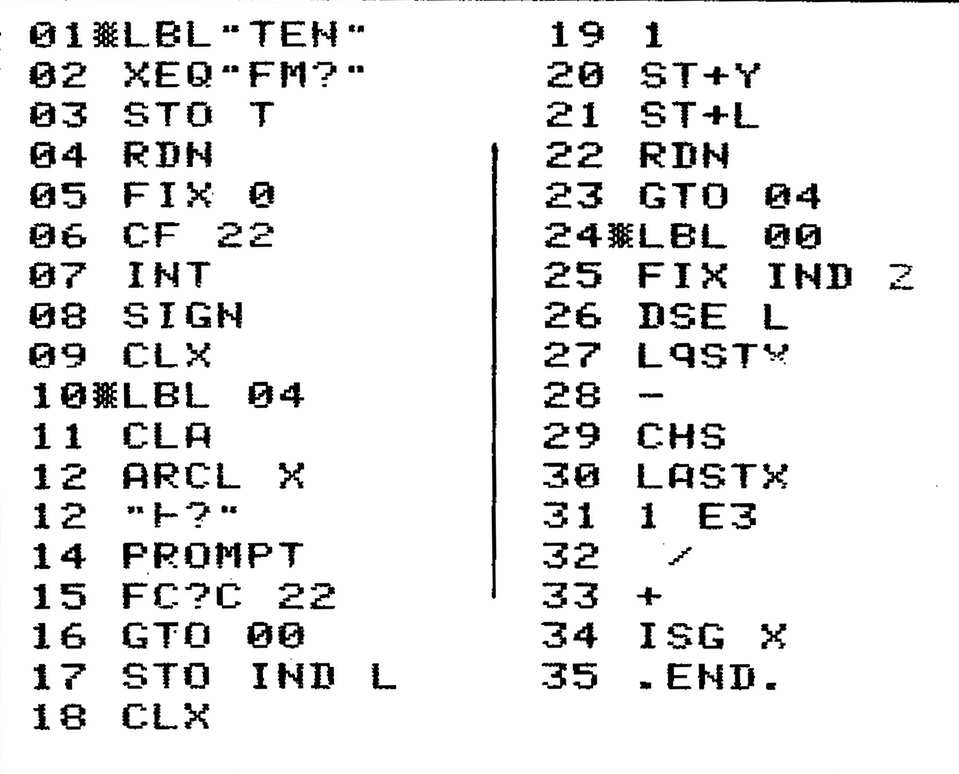 01※LBL"TEN"
02 XEQ"FM?"
03 STO T
04 RDN
05 FIX 0
06 CF 22
07 INT
08 SIGN
09 CLX
10※LBL 04
11 CLA
12 ARCL X
12 "⊢?"
14 PROMPT
15 FC?C 22
16 GTO 00
17 STO IND L
18 CLX
19 1
20 ST+Y
21 ST+L
22 RDN
23 GTO 04
24※LBL 00
25 FIX IND Z
26 DSE L
27 LqSTX
28 -
29 CHS
30 LASTX
31 1 E3
32 /
33 +
34 ISG X
35 .END.